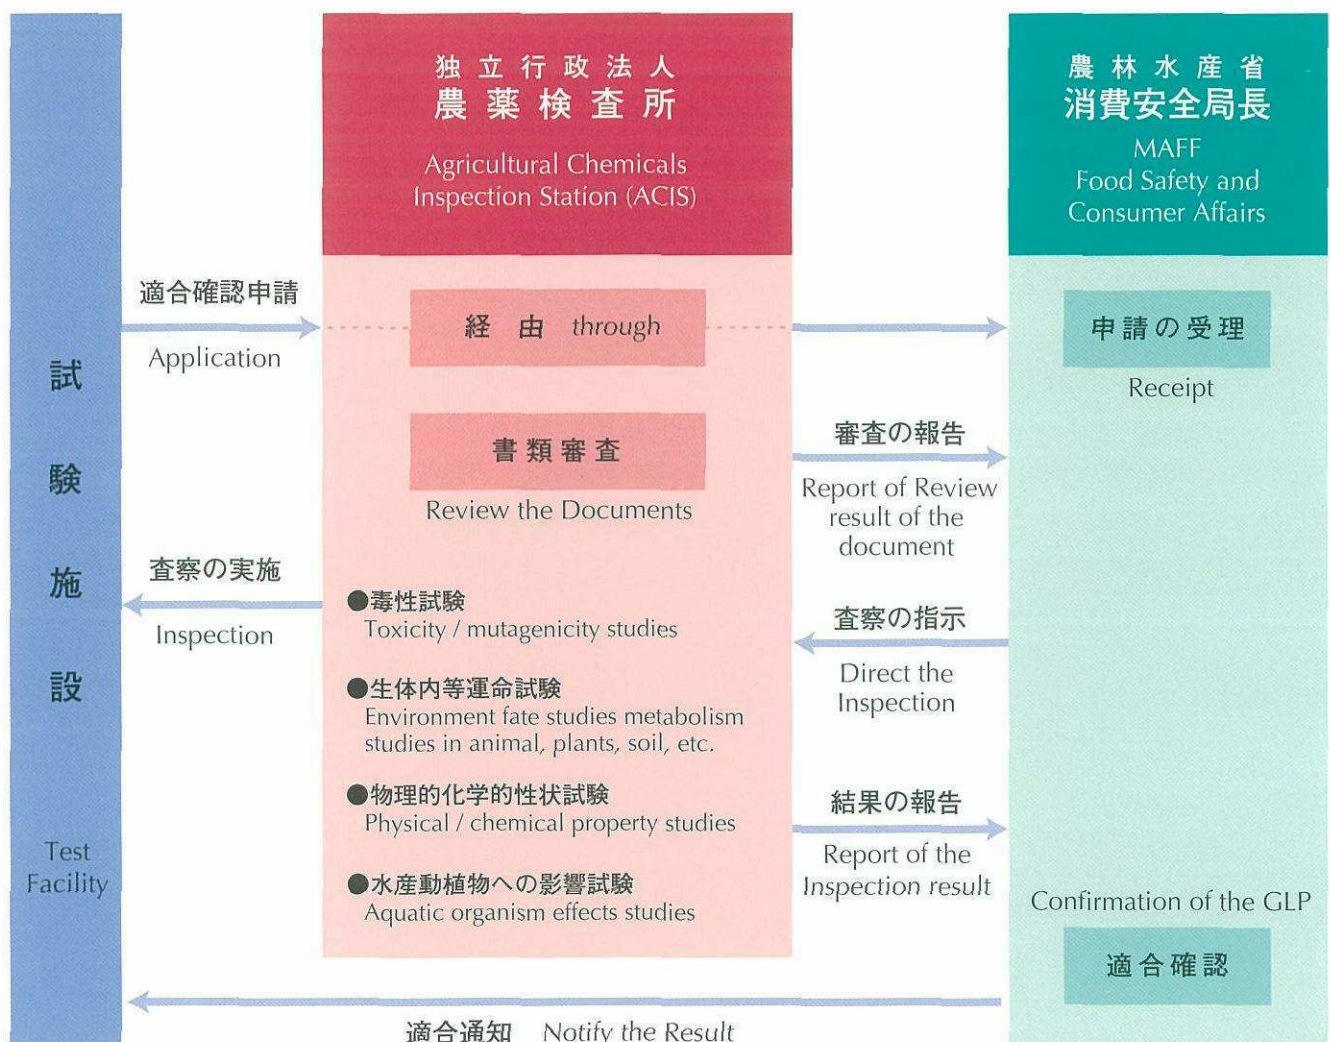 独立行政法人
農薬検査所
Agricultural Chemicals
Inspection Station (ACIS)
農林水産省
消費安全局長
MAFF
Food Safety and
Consumer Affairs
適合確認申請
Application
経由 through
申請の受理
Receipt
書類審査
Review the Documents
審査の報告
Report of Review
result of the
document
査察の実施
Inspection
●毒性試験
Toxicity / mutagenicity studies
●生体内等運命試験
Environment fate studies metabolism
studies in animal, plants, soil, etc.
●物理的化学的性状試験
Physical / chemical property studies
●水産動植物への影響試験
Aquatic organism effects studies
査察の指示
Direct the
Inspection
結果の報告
Report of the
Inspection result
試験施設
Test
Facility
Confirmation of the GLP
適合確認
適合通知 Notify the Result